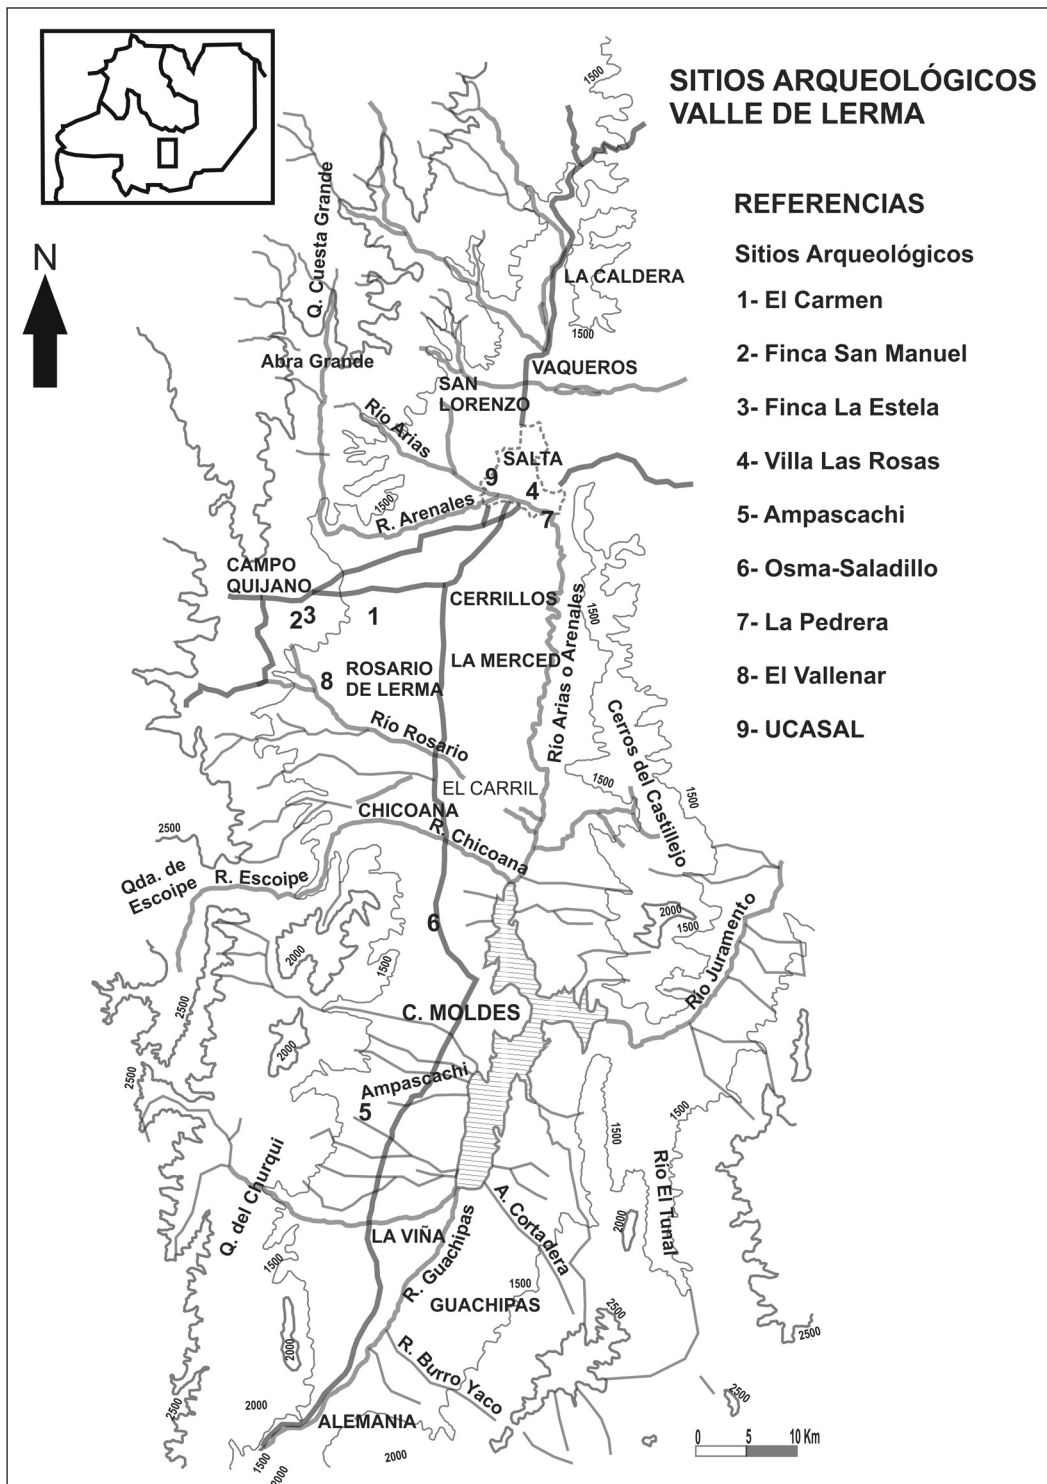 SITIOS ARQUEOLÓGICOS
VALLE DE LERMA
REFERENCIAS
Sitios Arqueológicos
1- El Carmen
2- Finca San Manuel
3- Finca La Estela
4- Villa Las Rosas
5- Ampascachi
6- Osma-Saladillo
7- La Pedrera
8- El Vallenar
9- UCASAL
N
1500
Q. Cuesta Grande
LA CALDERA
1500
Abra Grande
VAQUEROS
SAN
LORENZO
Río Arias
SALTA
9
4
7
1500
R. Arenales
CAMPO
QUIJANO
CERRILLOS
2
3
1
1500
LA MERCED
ROSARIO
DE LERMA
8
Río Arias o Arenales
Río Rosario
Cerros del Castillejo
1500
1500
EL CARRIL
CHICOANA
R. Chicoana
2500
Qda. de
Escoipe
R. Escoipe
6
2000
1500
2000
1500
Río Juramento
2500
C. MOLDES
2000
2500
Ampascachi
5
1500
1500
Q. del Churqui
Río El Tunal
2000
A. Cortadera
LA VIÑA
R. Guachipas
1500
1500
GUACHIPAS
2500
2500
2000
R. Burro Yaco
2500
2500
2000
ALEMANIA
2000
1500
2000
0 5 10 Km